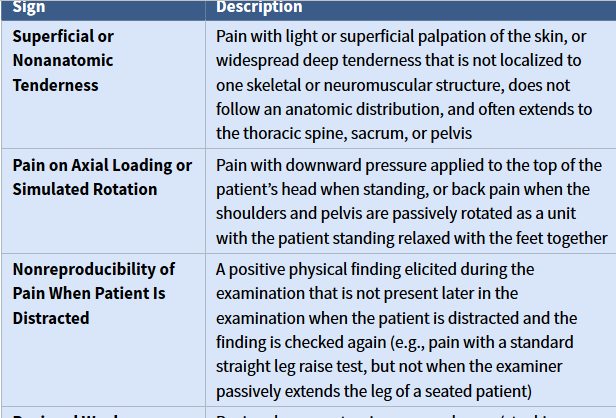 Sign
Description
Superficial or
Nonanatomic
Tenderness
Pain with light or superficial palpation of the skin, or
widespread deep tenderness that is not localized to
one skeletal or neuromuscular structure, does not
follow an anatomic distribution, and often extends to
the thoracic spine, sacrum, or pelvis
Pain on Axial Loading or
Simulated Rotation
Pain with downward pressure applied to the top of the
patient’s head when standing, or back pain when the
shoulders and pelvis are passively rotated as a unit
with the patient standing relaxed with the feet together
Nonreproducibility of
Pain When Patient Is
Distracted
A positive physical finding elicited during the
examination that is not present later in the
examination when the patient is distracted and the
finding is checked again (e.g., pain with a standard
straight leg raise test, but not when the examiner
passively extends the leg of a seated patient)